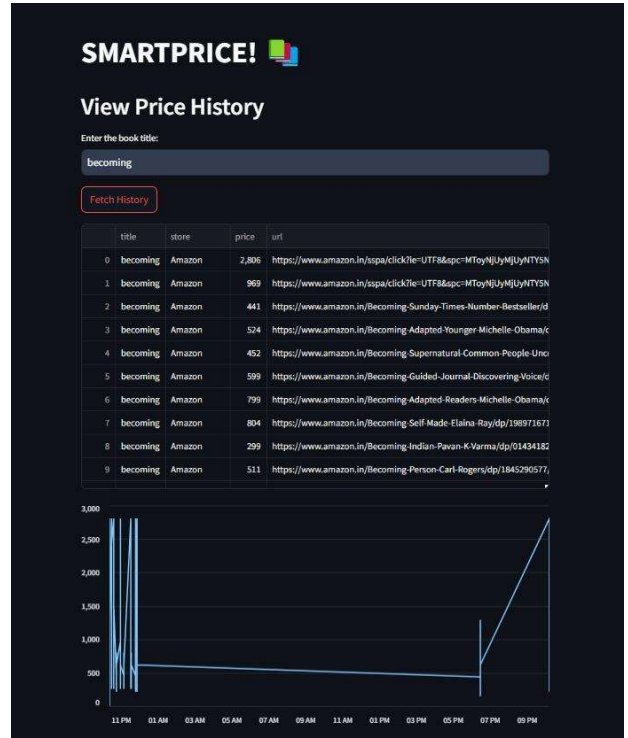 SMARTPRICE!
View Price History
Enter the book title:
becoming
Fetch History
title store price url
0 becoming Amazon 2,806 https://www.amazon.in/sspa/click?ie=UTF8&spc=MToyNjUyMjUyNTY5N
1 becoming Amazon 969 https://www.amazon.in/sspa/click?ie=UTF8&spc=MToyNjUyMjUyNTY5N
2 becoming Amazon 441 https://www.amazon.in/Becoming-Sunday-Times-Number-Bestseller/d
3 becoming Amazon 524 https://www.amazon.in/Becoming-Adapted-Younger-Michelle-Obama/c
4 becoming Amazon 452 https://www.amazon.in/Becoming-Supernatural-Common-People-Unc
5 becoming Amazon 599 https://www.amazon.in/Becoming-Guided-Journal-Discovering-Voice/c
6 becoming Amazon 799 https://www.amazon.in/Becoming-Adapted-Readers-Michelle-Obama/c
7 becoming Amazon 804 https://www.amazon.in/Becoming-Self-Made-Elaina-Ray/dp/198971671
8 becoming Amazon 299 https://www.amazon.in/Becoming-Indian-Pavan-K-Varma/dp/01434182
9 becoming Amazon 511 https://www.amazon.in/Becoming-Person-Carl-Rogers/dp/1845290577/
3,000
2,500
2,000
1,500
1,000
500
0
11 PM 01 AM 03 AM 05 AM 07 AM 09 AM 11 AM 01 PM 03 PM 05 PM 07 PM 09 PM